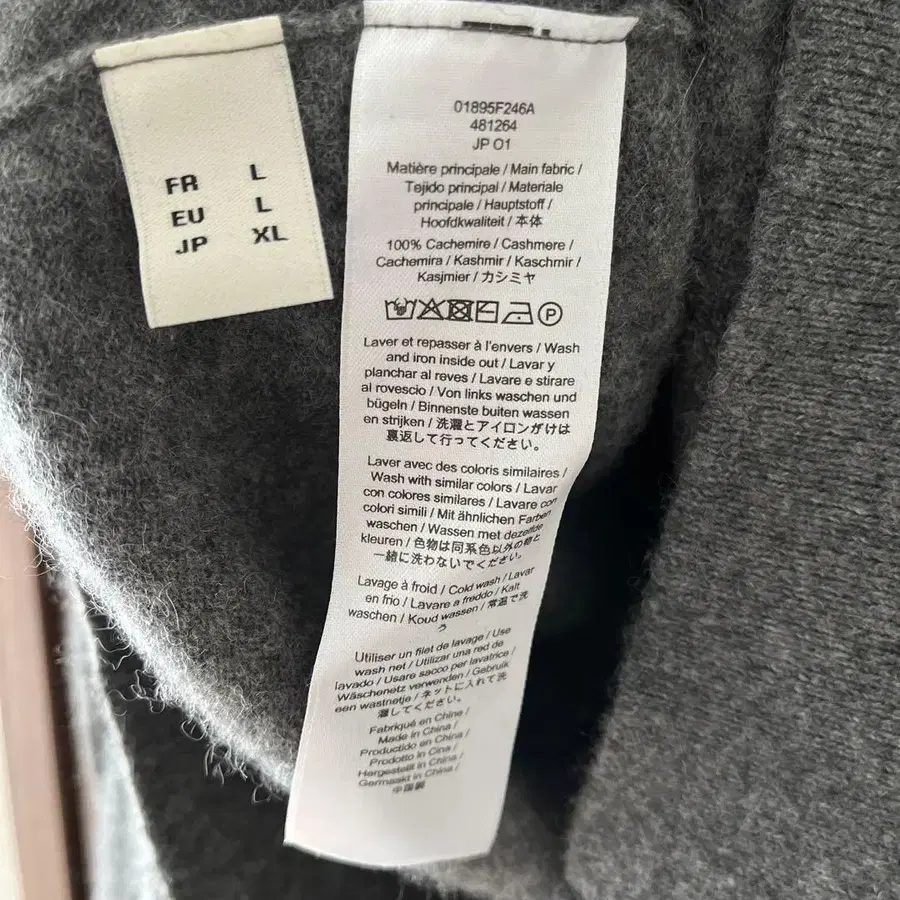 FR L
EU L
JP XL
01895F246A
481264
JP O1
Matière principale / Main fabric /
Tejido principal / Materiale
principale / Hauptstoff /
Hoofdkwaliteit / 本体
100% Cachemire / Cashmere /
Cachemira / Kashmir / Kaschmir /
Kasjmier / カシミヤ
P
Laver et repasser à l'envers / Wash
and iron inside out / Lavar y
planchar al reves / Lavare e stirare
al rovescio / Von links waschen und
bügeln / Binnenste buiten wassen
en strijken / 洗濯とアイロンがけは
裏返して行ってください。
Laver avec des coloris similaires /
Wash with similar colors / Lavar
con colores similares / Lavare con
colori simili / Mit ähnlichen Farben
waschen / Wassen met dezelfde
kleuren / 色物は同系色以外の物と
一緒に洗わないでください。
Lavage à froid / Cold wash / Lavar
en frio / Lavare a freddo / Kalt
waschen / Koud wassen / 常温で洗
う
Utiliser un filet de lavage / Use
wash net / Utilizar una red de
lavado / Usare sacco per lavatrice /
Wäschenetz verwenden / Gebruik
een wastnetje / ネットに入れて洗
濯してください。
Fabriqué en Chine /
Made in China /
Producido en China /
Prodotto in Cina /
Hergestellt in China /
Germaakt in China /
中国製